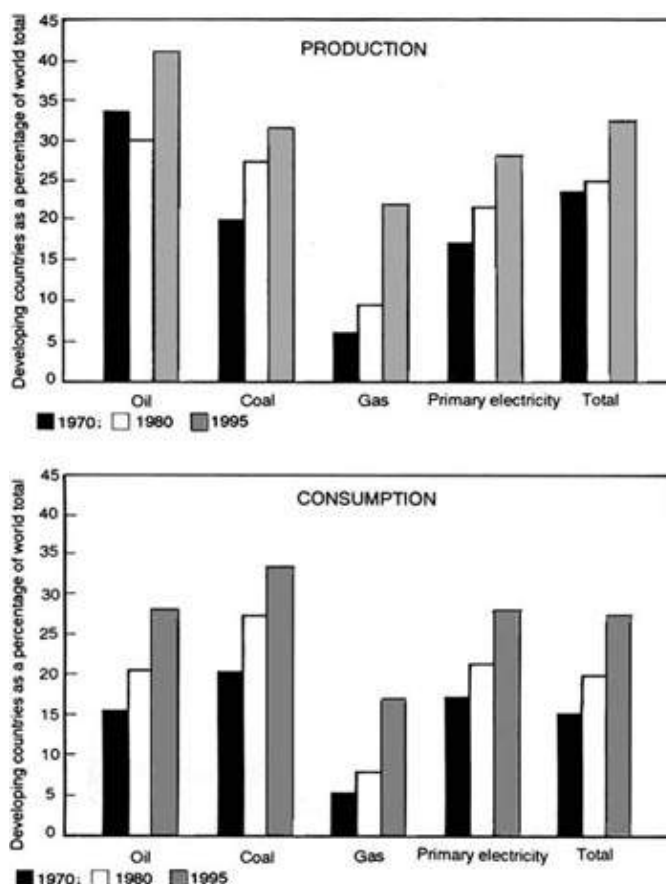 PRODUCTION
Developing countries as a percentage of world total
45
40
35
30
25
20
15
10
5
0
Oil Coal Gas Primary electricity Total
1970; 1980 1995
CONSUMPTION
Developing countries as a percentage of world total
45
40
35
30
25
20
15
10
5
0
Oil Coal Gas Primary electricity Total
1970; 1980 1995